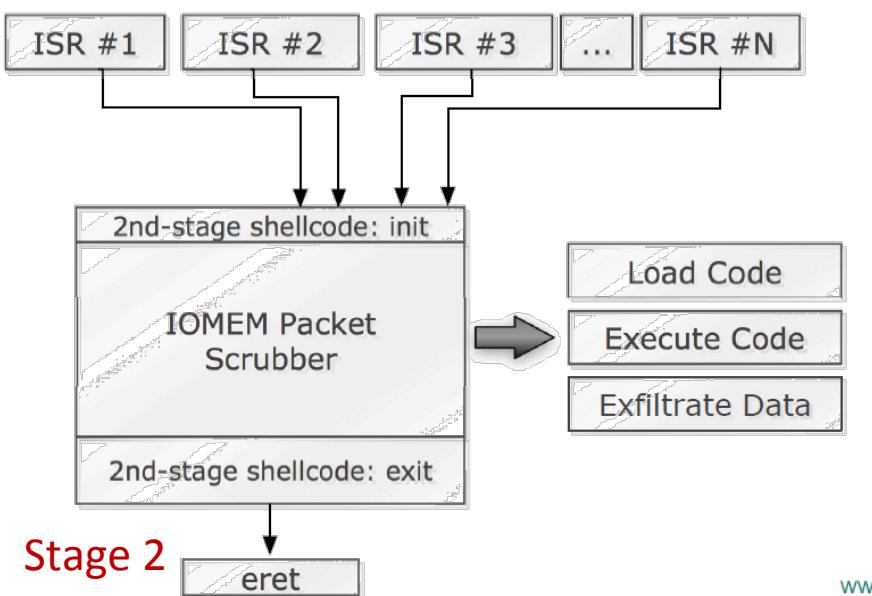 ISR #1 ISR #2 ISR #3 ... ISR #N
2nd-stage shellcode: init
IOMEM Packet
Scrubber
Load Code
Execute Code
Exfiltrate Data
2nd-stage shellcode: exit
Stage 2
eret
ww